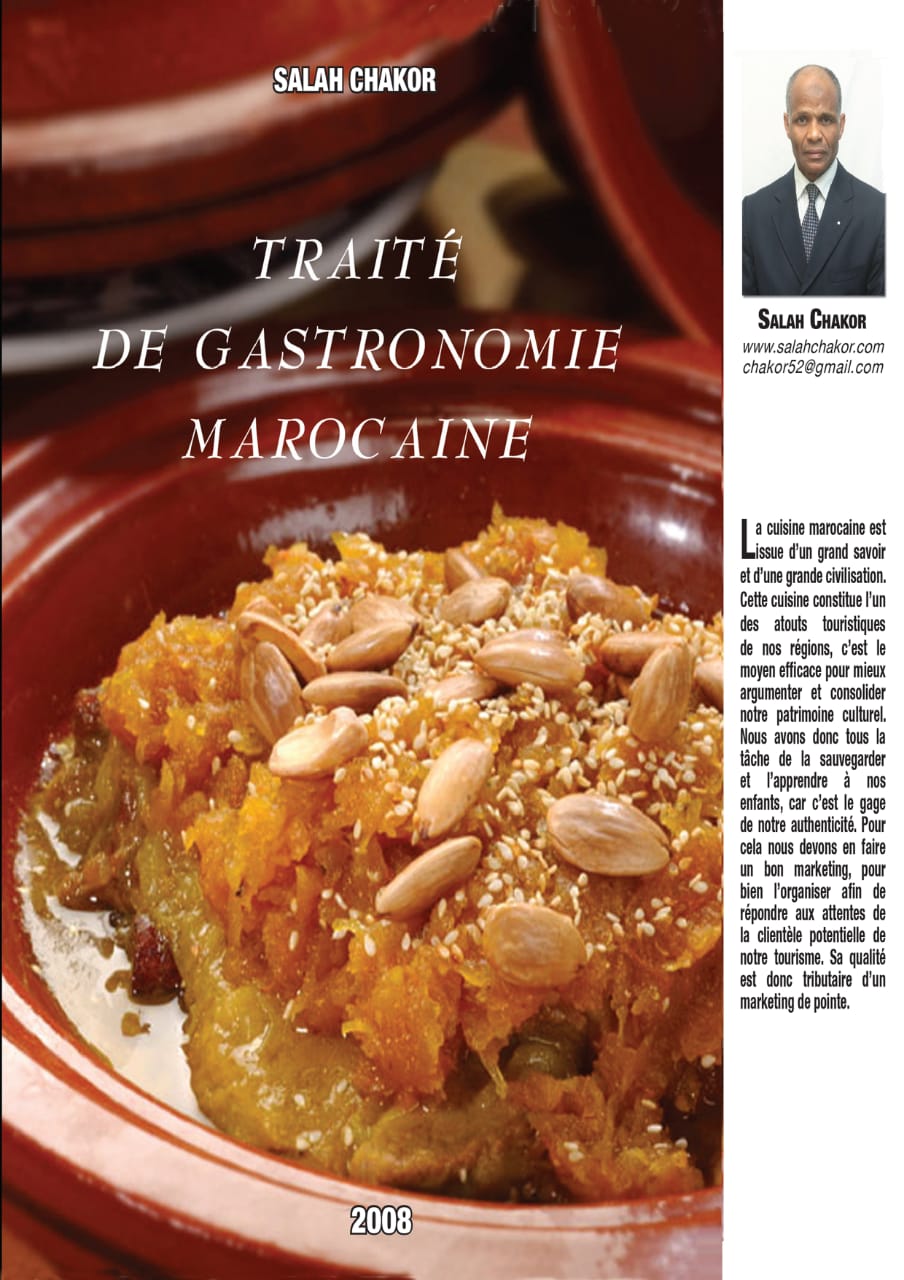 SALAH CHAKOR
TRAITÉ
DE GASTRONOMIE
MAROCAINE
2008
SALAH CHAKOR
www.salahchakor.com
chakor52@gmail.com
La cuisine marocaine est
issue d'un grand savoir
et d'une grande civilisation.
Cette cuisine constitue l'un
des atouts touristiques
de nos régions, c'est le
moyen efficace pour mieux
argumenter et consolider
notre patrimoine culturel.
Nous avons donc tous la
tâche de la sauvegarder
et l'apprendre à nos
enfants, car c'est le gage
de notre authenticité. Pour
cela nous devons en faire
un bon marketing, pour
bien l'organiser afin de
répondre aux attentes de
la clientèle potentielle de
notre tourisme. Sa qualité
est donc tributaire d'un
marketing de pointe.